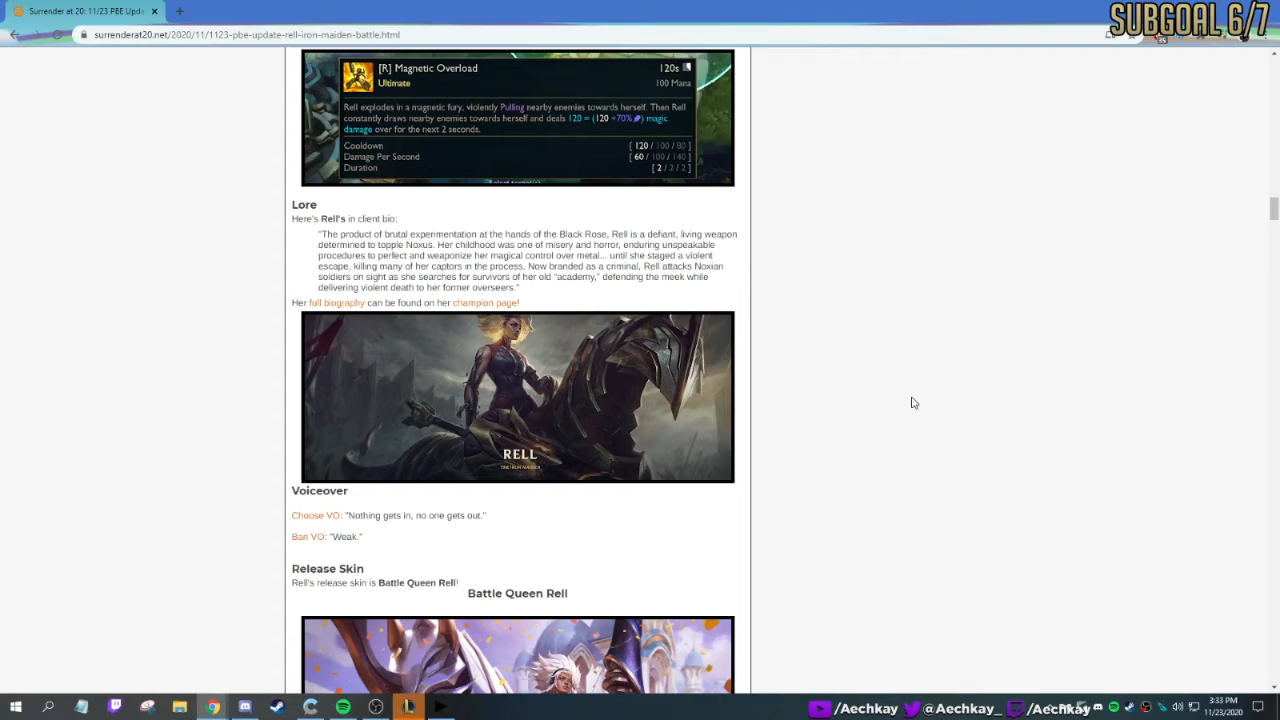 Surrender at 20: 11/23 PBE Upda
SUBGOAL 6/7
surrenderat20.net/2020/11/1123-pbe-update-rell-iron-maiden-battle.html
[R] Magnetic Overload 120s
Ultimate 100 Mana
Rell explodes in a magnetic fury, violently Pulling nearby enemies towards herself. Then Rell
constantly draws nearby enemies towards herself and deals 120 = (120 +70%) magic
damage over for the next 2 seconds.
Cooldown [ 120 / 100 / 80 ]
Damage Per Second [ 60 / 100 / 140 ]
Duration [ 2 / 2 / 2 ]
Lore
Here's Rell's in client bio:
"The product of brutal experimentation at the hands of the Black Rose, Rell is a defiant, living weapon
determined to topple Noxus. Her childhood was one of misery and horror, enduring unspeakable
procedures to perfect and weaponize her magical control over metal... until she staged a violent
escape, killing many of her captors in the process. Now branded as a criminal, Rell attacks Noxian
soldiers on sight as she searches for survivors of her old “academy,” defending the meek while
delivering violent death to her former overseers."
Her full biography can be found on her champion page!
RELL
THE IRON MAIDEN
Voiceover
Choose VO: "Nothing gets in, no one gets out."
Ban VO: "Weak."
Release Skin
Rell's release skin is Battle Queen Rell!
Battle Queen Rell
/Aechkay_ @Aechkay_ /Aechkay
3:33 PM
11/23/2020